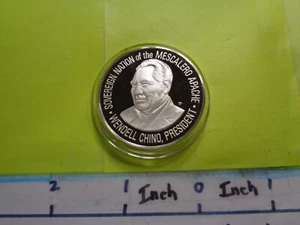 SOVEREIGN NATION of the MESCALERO APACHE
• WENDELL CHINO, PRESIDENT •
2 1 Inch 0 Inch 1